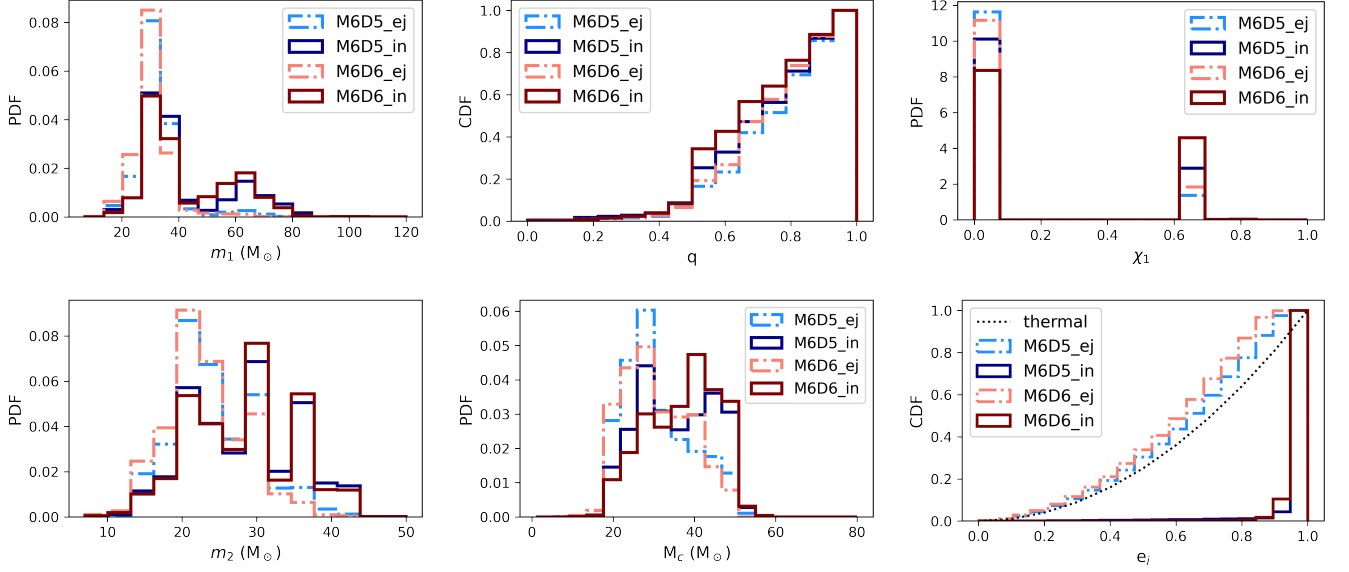 PDF
0.08
0.06
0.04
0.02
0.00
20
40
60
80
100
120
m₁ (M⊙)
M6D5_ej
M6D5_in
M6D6_ej
M6D6_in
CDF
1.0
0.8
0.6
0.4
0.2
0.0
0.0
0.2
0.4
0.6
0.8
1.0
q
M6D5_ej
M6D5_in
M6D6_ej
M6D6_in
PDF
12
10
8
6
4
2
0
0.0
0.2
0.4
0.6
0.8
1.0
χ₁
M6D5_ej
M6D5_in
M6D6_ej
M6D6_in
PDF
0.08
0.06
0.04
0.02
0.00
10
20
30
40
50
m₂ (M⊙)
PDF
0.06
0.05
0.04
0.03
0.02
0.01
0.00
0
20
40
60
80
M_c (M⊙)
M6D5_ej
M6D5_in
M6D6_ej
M6D6_in
CDF
1.0
0.8
0.6
0.4
0.2
0.0
0.0
0.2
0.4
0.6
0.8
1.0
e_i
thermal
M6D5_ej
M6D5_in
M6D6_ej
M6D6_in